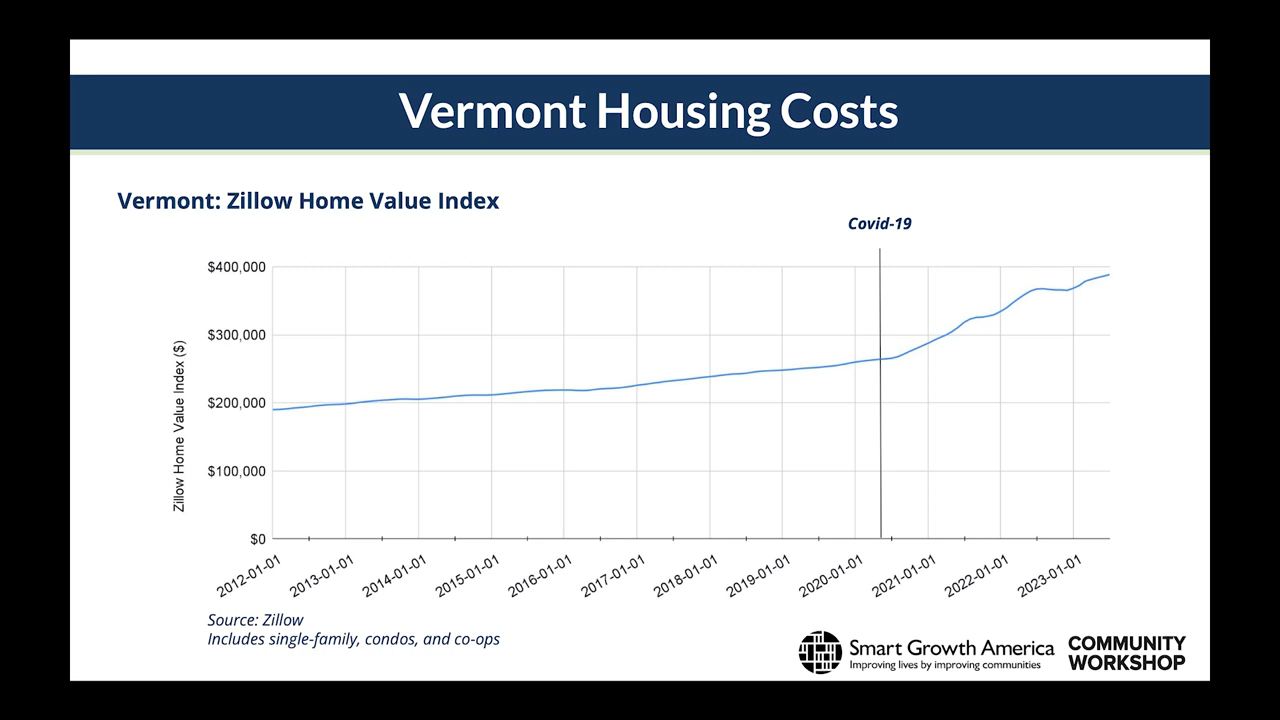 Vermont Housing Costs
Vermont: Zillow Home Value Index
Covid-19
$400,000
$300,000
$200,000
$100,000
$0
Zillow Home Value Index ($)
2012-01-01
2013-01-01
2014-01-01
2015-01-01
2016-01-01
2017-01-01
2018-01-01
2019-01-01
2020-01-01
2021-01-01
2022-01-01
2023-01-01
Source: Zillow
Includes single-family, condos, and co-ops
Smart Growth America
Improving lives by improving communities
COMMUNITY
WORKSHOP